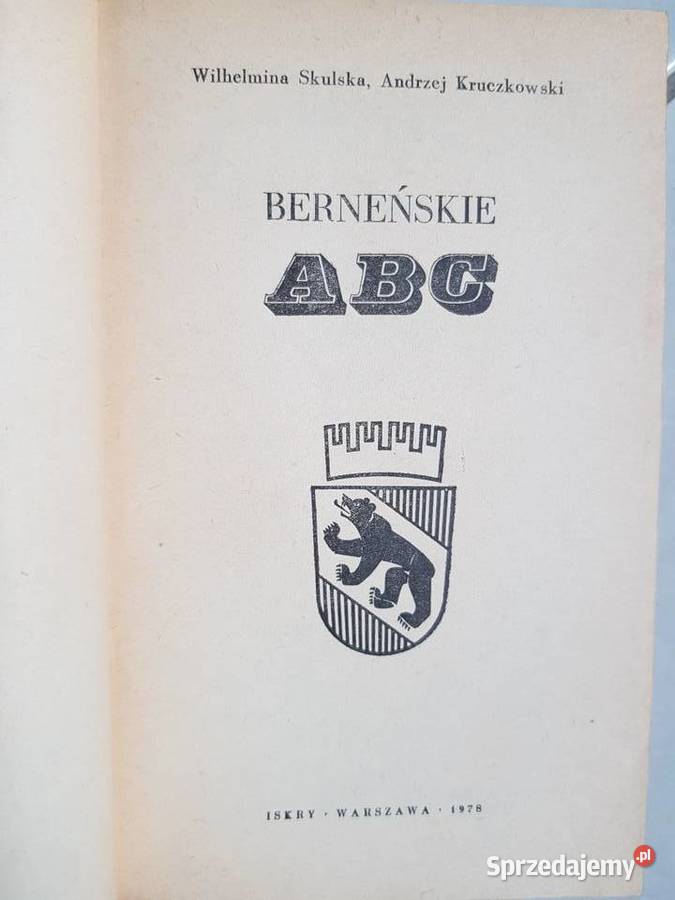 Wilhelmina Skulska, Andrzej Kruczkowski
BERNEŃSKIE
ABC
ISKRY · WARSZAWA · 1978
Sprzedajemy.pl